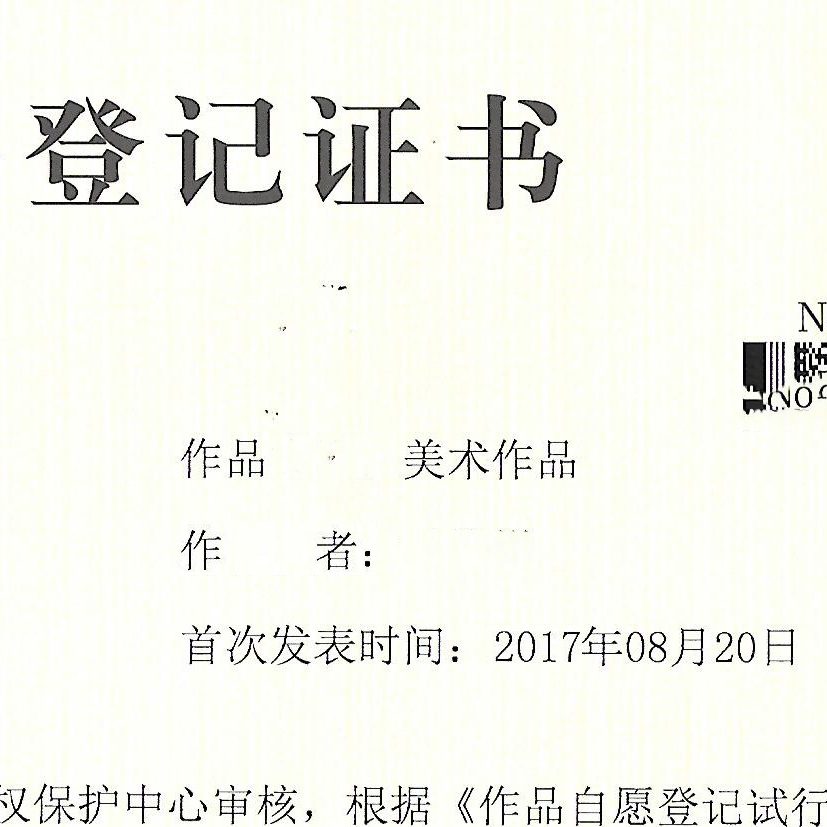 登记证书
N
作品 美术作品
作 者：
首次发表时间：2017年08月20日
权保护中心审核，根据《作品自愿登记试行